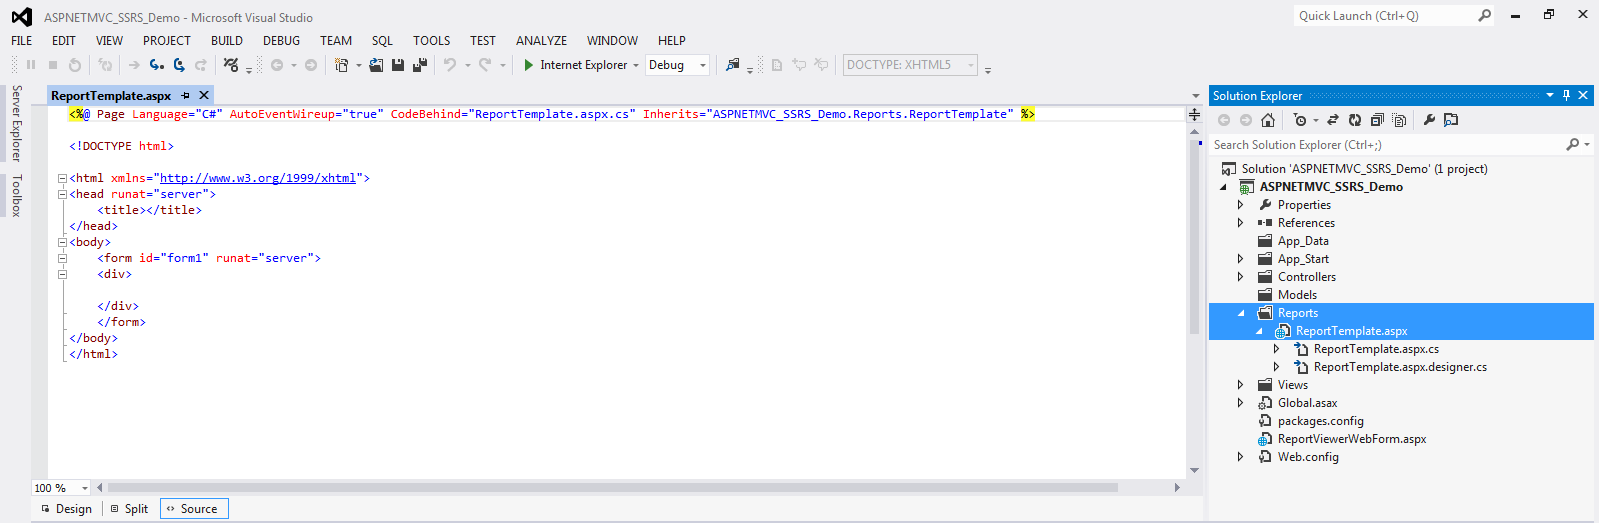 ASPNETMVC_SSRS_Demo - Microsoft Visual Studio
Quick Launch (Ctrl+Q)
FILE EDIT VIEW PROJECT BUILD DEBUG TEAM SQL TOOLS TEST ANALYZE WINDOW HELP
Internet Explorer Debug DOCTYPE: XHTML5
Server Explorer
Toolbox
ReportTemplate.aspx
<%@ Page Language="C#" AutoEventWireup="true" CodeBehind="ReportTemplate.aspx.cs" Inherits="ASPNETMVC_SSRS_Demo.Reports.ReportTemplate" %>
<!DOCTYPE html>
<html xmlns="http://www.w3.org/1999/xhtml">
<head runat="server">
<title></title>
</head>
<body>
<form id="form1" runat="server">
<div>
</div>
</form>
</body>
</html>
100 %
Design Split Source
Solution Explorer
Search Solution Explorer (Ctrl+;)
Solution 'ASPNETMVC_SSRS_Demo' (1 project)
ASPNETMVC_SSRS_Demo
Properties
References
App_Data
App_Start
Controllers
Models
Reports
ReportTemplate.aspx
ReportTemplate.aspx.cs
ReportTemplate.aspx.designer.cs
Views
Global.asax
packages.config
ReportViewerWebForm.aspx
Web.config